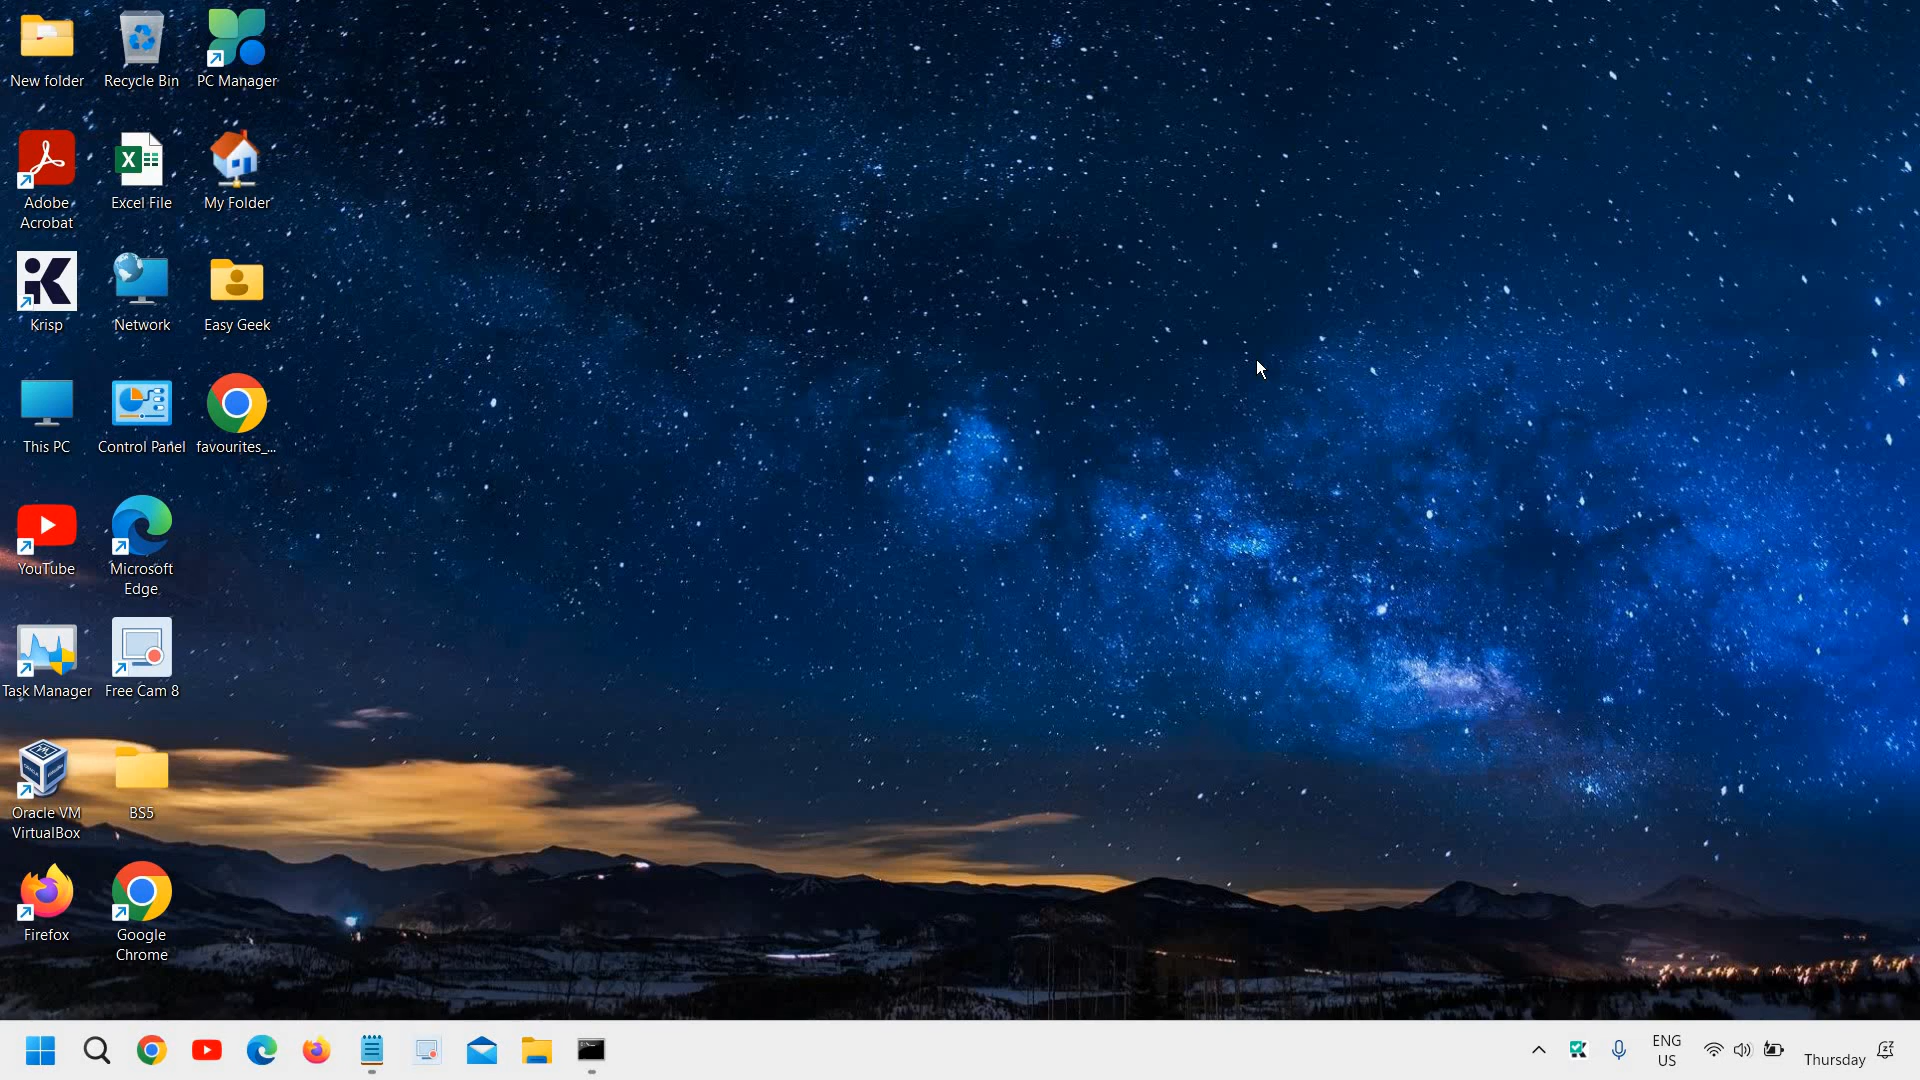 New folder
Recycle Bin
PC Manager
Adobe
Acrobat
Excel File
My Folder
Krisp
Network
Easy Geek
This PC
Control Panel
favourites_...
YouTube
Microsoft
Edge
Task Manager
Free Cam 8
Oracle VM
VirtualBox
BS5
Firefox
Google
Chrome
ENG
US
Thursday